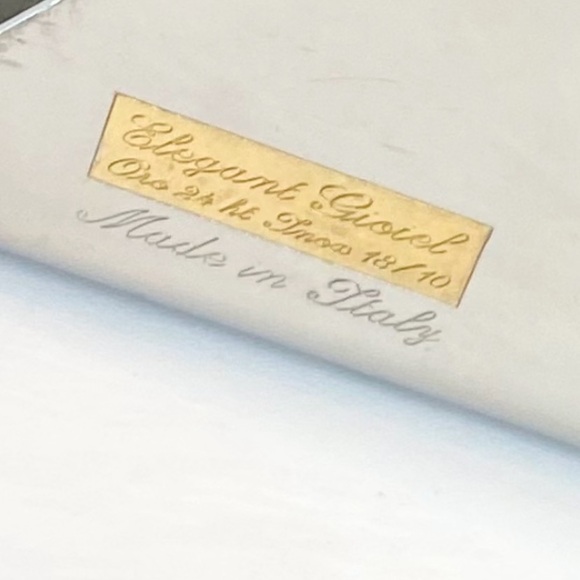 Elegant Gioiel
Oro 24 kt Inox 18/10
Made in Italy